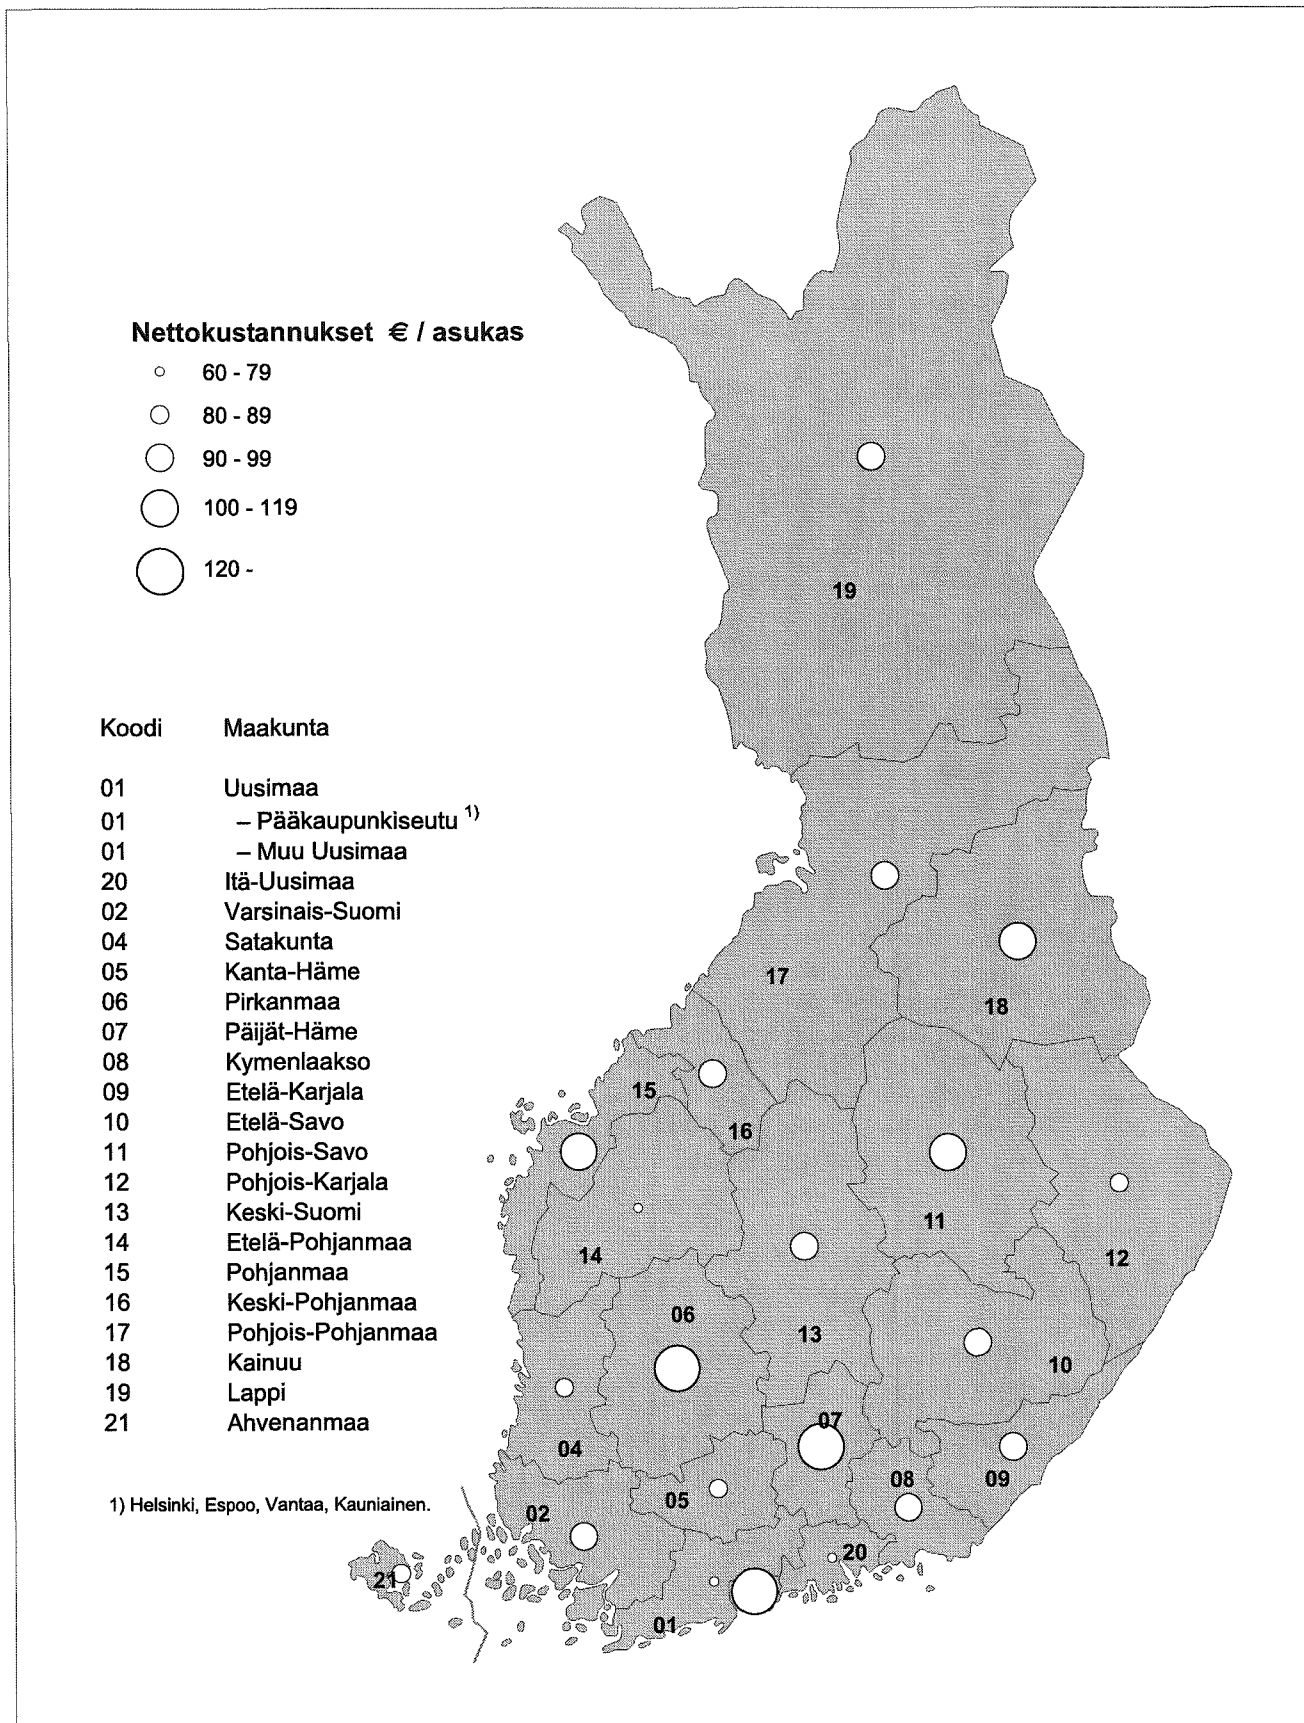 Nettokustannukset € / asukas
60 - 79
80 - 89
90 - 99
100 - 119
120 -
Koodi Maakunta
01 Uusimaa
01 – Pääkaupunkiseutu 1)
01 – Muu Uusimaa
20 Itä-Uusimaa
02 Varsinais-Suomi
04 Satakunta
05 Kanta-Häme
06 Pirkanmaa
07 Päijät-Häme
08 Kymenlaakso
09 Etelä-Karjala
10 Etelä-Savo
11 Pohjois-Savo
12 Pohjois-Karjala
13 Keski-Suomi
14 Etelä-Pohjanmaa
15 Pohjanmaa
16 Keski-Pohjanmaa
17 Pohjois-Pohjanmaa
18 Kainuu
19 Lappi
21 Ahvenanmaa
1) Helsinki, Espoo, Vantaa, Kauniainen.
19
17
18
15
16
11
14
12
06
13
10
07
04
08
09
05
02
20
21
01